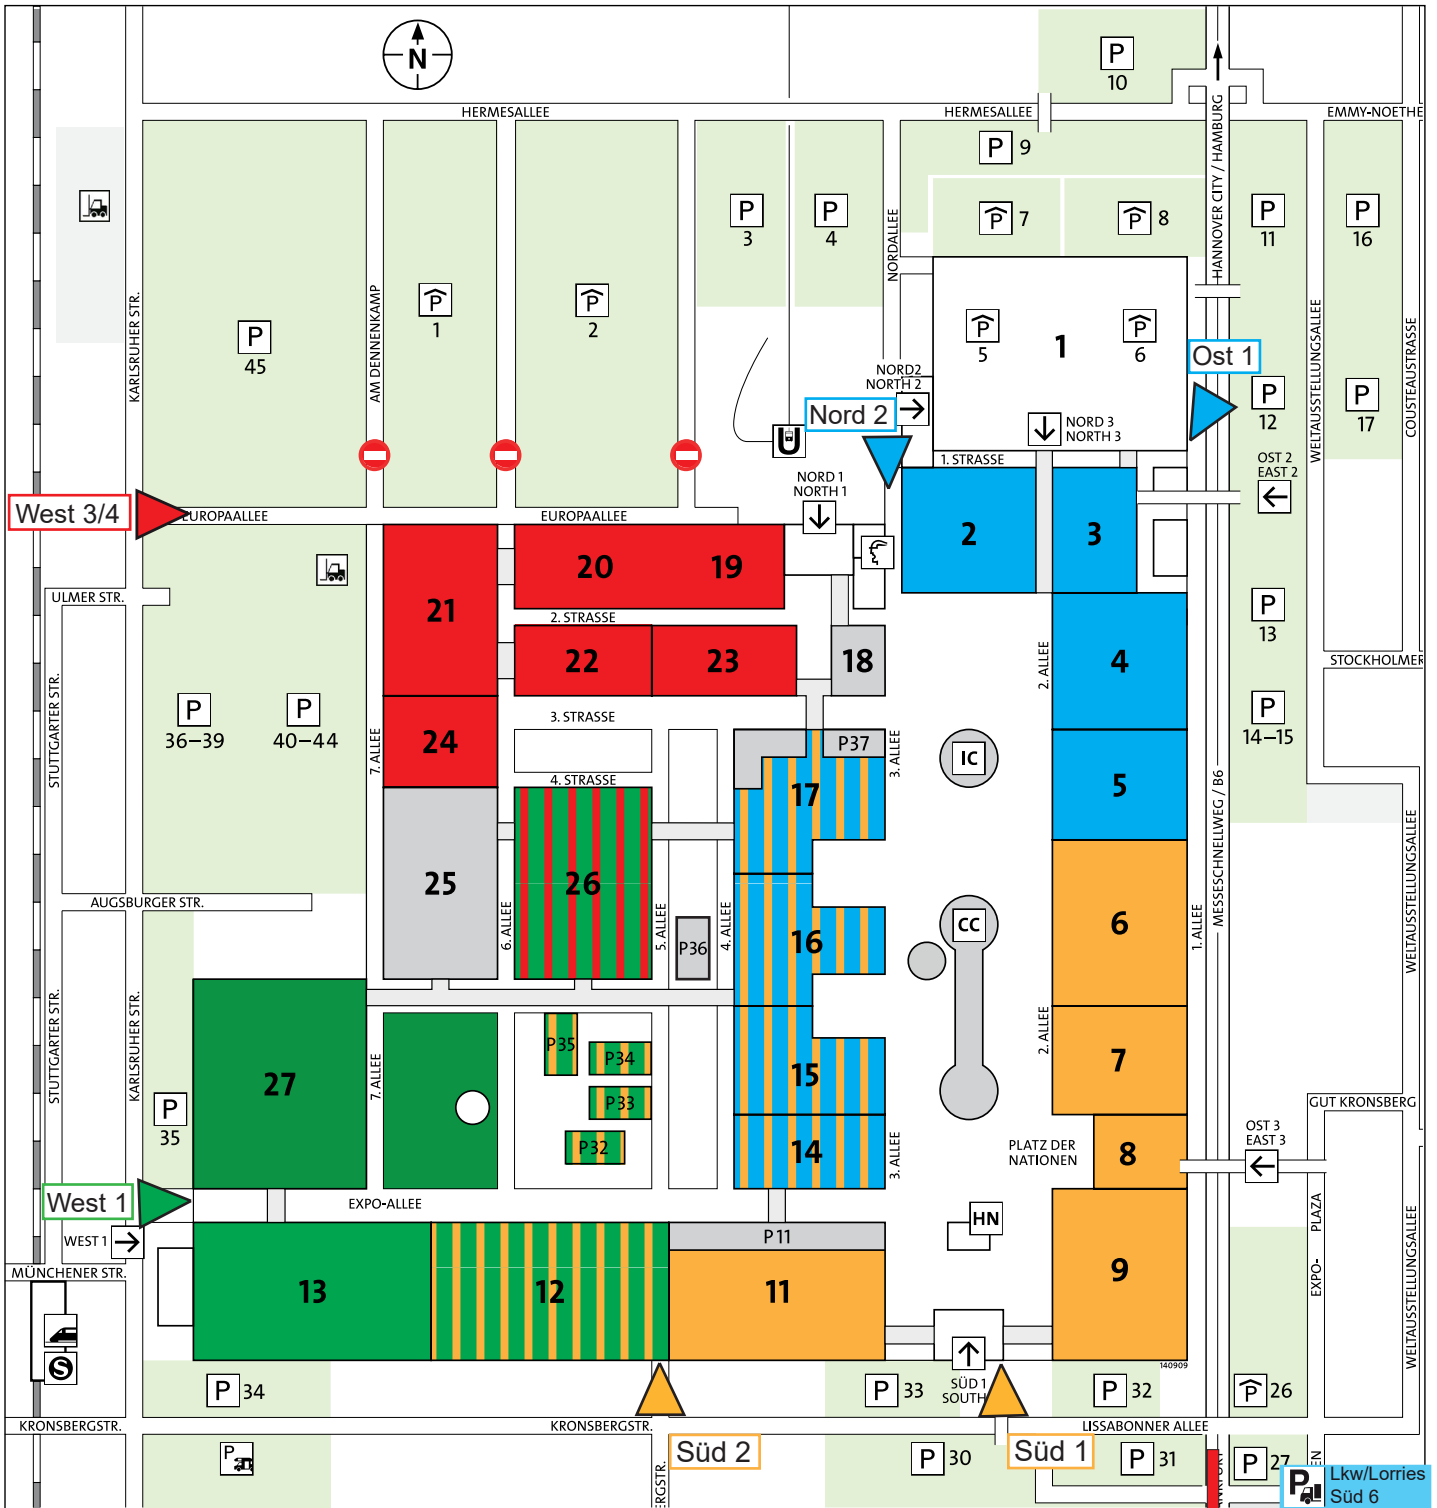 N
P
10
HERMESALLEE
HERMESALLEE
EMMY-NOETHE
HANNOVER CITY / HAMBURG
P 9
P
3
P
4
P 7
P 8
P
11
P
16
NORDALLEE
KARLSRUHER STR.
AM DENNENKAMP
P
1
P
2
P
45
P
5
1
P
6
Ost 1
WELTAUSSTELLUNGSALLEE
COUSTEAUSTRASSE
NORD2
NORTH 2
Nord 2
P
12
P
17
U
NORD 3
NORTH 3
1. STRASSE
OST 2
EAST 2
NORD 1
NORTH 1
West 3/4
EUROPAALLEE
EUROPAALLEE
2
3
20
19
21
ULMER STR.
2. STRASSE
22
23
18
4
2. ALLEE
P
13
STOCKHOLMER
STUTTGARTER STR.
P
36–39
P
40–44
24
7. ALLEE
3. STRASSE
P37
3. ALLEE
IC
P
14–15
4. STRASSE
17
5
MESSESCHNELLWEG / B6
25
26
6. ALLEE
5. ALLEE
4. ALLEE
P36
16
CC
6
1. ALLEE
WELTAUSSTELLUNGSALLEE
AUGSBURGER STR.
STUTTGARTER STR.
KARLSRUHER STR.
27
7. ALLEE
P35
P34
P33
P32
15
2. ALLEE
7
P
35
GUT KRONSBERG
14
3. ALLEE
PLATZ DER
NATIONEN
8
OST 3
EAST 3
West 1
EXPO-ALLEE
WEST 1
HN
P 11
EXPO- PLAZA
WELTAUSSTELLUNGSALLEE
MÜNCHENER STR.
13
12
11
9
S
140909
P 34
P 33
SÜD 1
SOUTH
P 32
P 26
KRONSBERGSTR.
KRONSBERGSTR.
LISSABONNER ALLEE
Süd 2
Süd 1
P
P 30
P 31
P 27
ERGSTR.
P
Lkw/Lorries
Süd 6